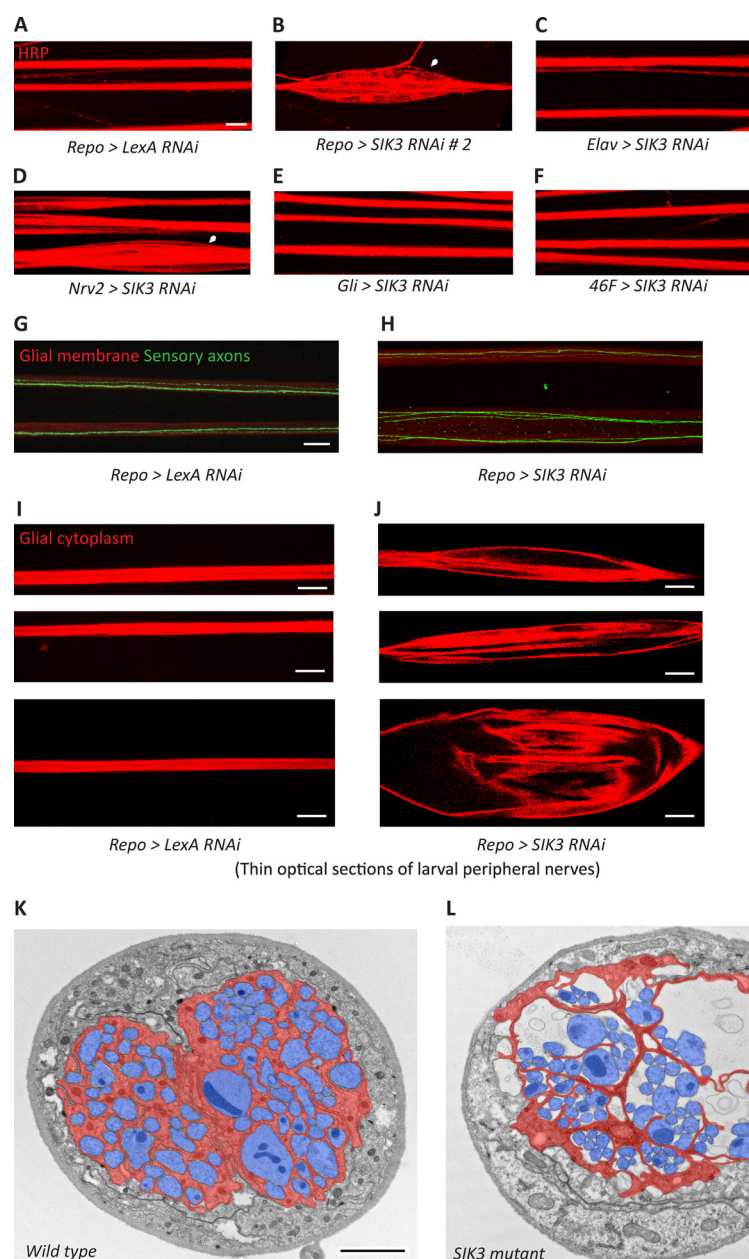 A
B
C
HRP
Repo > LexA RNAi
Repo > SIK3 RNAi # 2
Elav > SIK3 RNAi
D
E
F
Nrv2 > SIK3 RNAi
Gli > SIK3 RNAi
46F > SIK3 RNAi
G
H
Glial membrane Sensory axons
Repo > LexA RNAi
Repo > SIK3 RNAi
I
J
Glial cytoplasm
Repo > LexA RNAi
Repo > SIK3 RNAi
(Thin optical sections of larval peripheral nerves)
K
L
Wild type
SIK3 mutant